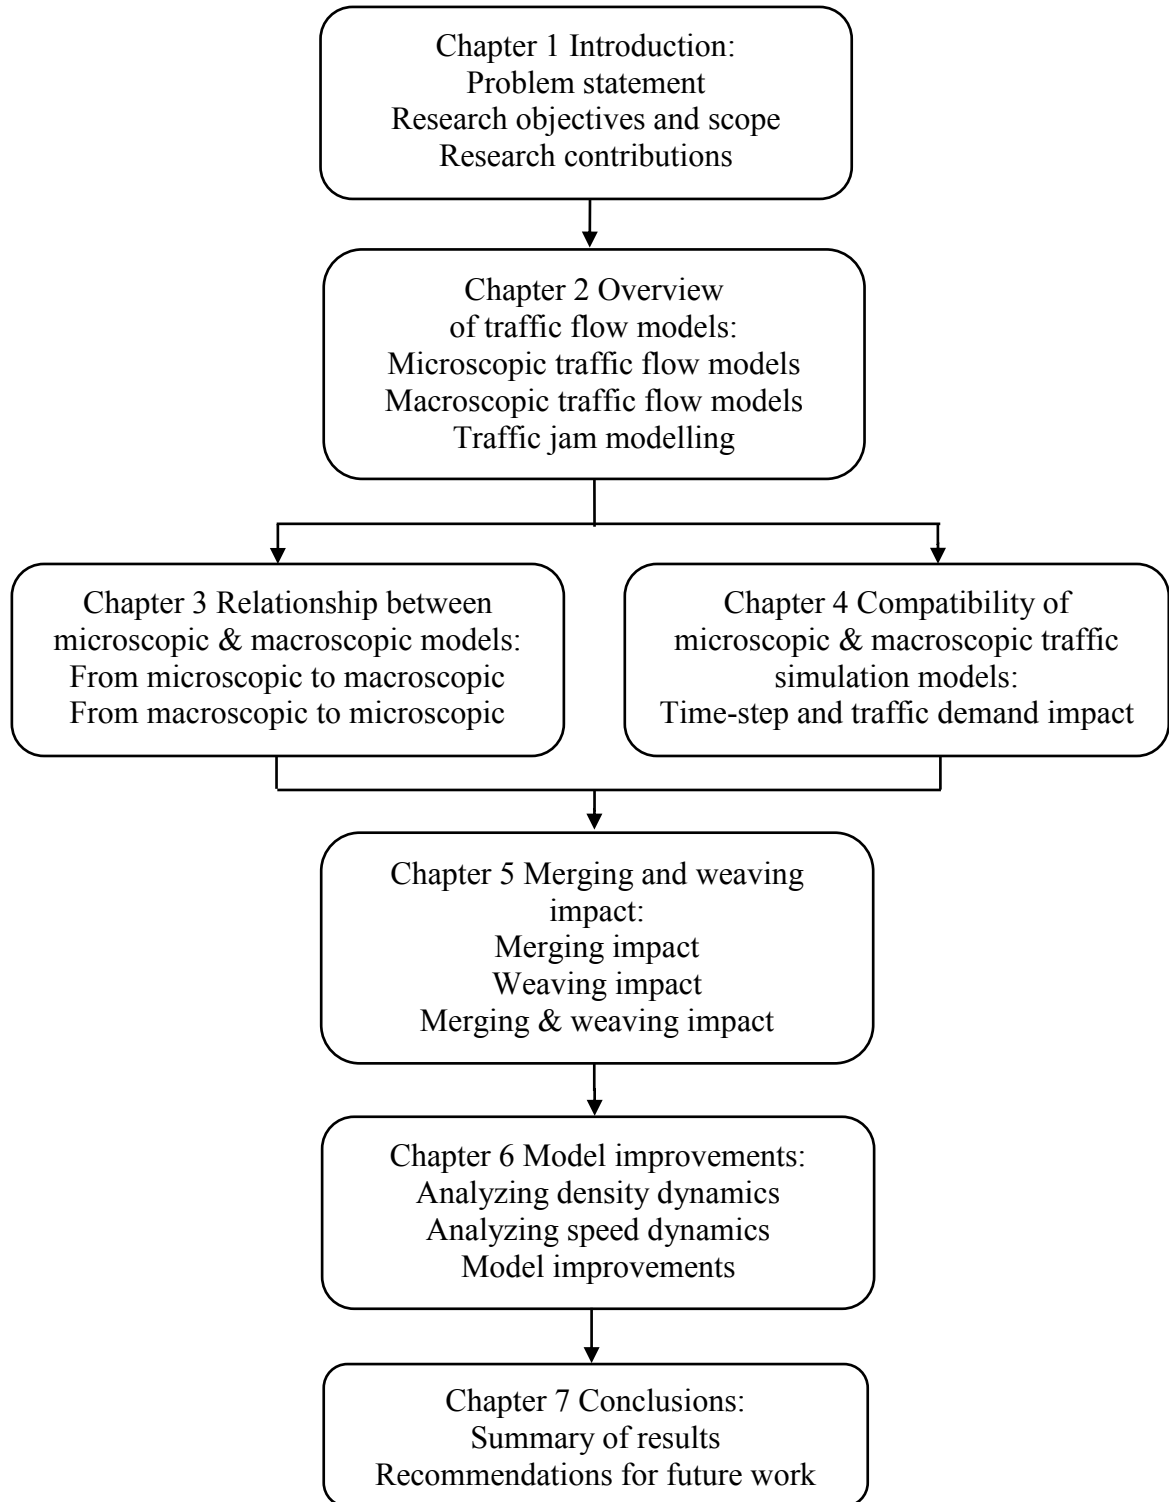 Chapter 1 Introduction:
Problem statement
Research objectives and scope
Research contributions
Chapter 2 Overview
of traffic flow models:
Microscopic traffic flow models
Macroscopic traffic flow models
Traffic jam modelling
Chapter 3 Relationship between
microscopic & macroscopic models:
From microscopic to macroscopic
From macroscopic to microscopic
Chapter 4 Compatibility of
microscopic & macroscopic traffic
simulation models:
Time-step and traffic demand impact
Chapter 5 Merging and weaving
impact:
Merging impact
Weaving impact
Merging & weaving impact
Chapter 6 Model improvements:
Analyzing density dynamics
Analyzing speed dynamics
Model improvements
Chapter 7 Conclusions:
Summary of results
Recommendations for future work